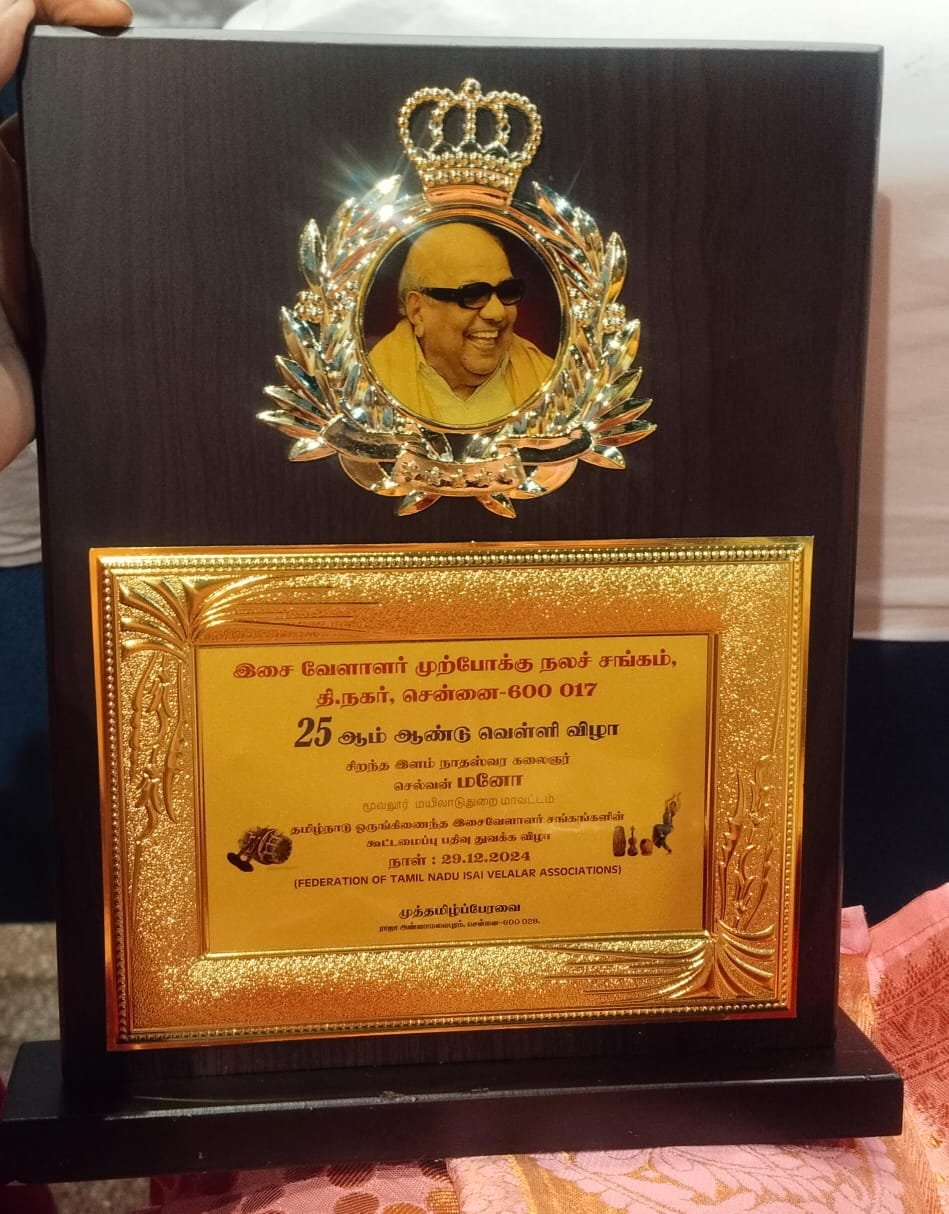 இசை வேளாளர் முற்போக்கு நலச் சங்கம்,
தி.நகர், சென்னை-600 017
25 ஆம் ஆண்டு வெள்ளி விழா
சிறந்த இளம் நாதஸ்வர கலைஞர்
செல்வன் மனோ
மூவலூர் மயிலாடுதுறை மாவட்டம்
தமிழ்நாடு ஒருங்கிணைந்த இசைவேளாளர் சங்கங்களின்
கூட்டமைப்பு பதிவு துவக்க விழா
நாள் : 29.12.2024
(FEDERATION OF TAMIL NADU ISAI VELALAR ASSOCIATIONS)
முத்தமிழ்ப்பேரவை
ராஜா அண்ணாமலைபுரம், சென்னை-600 028.